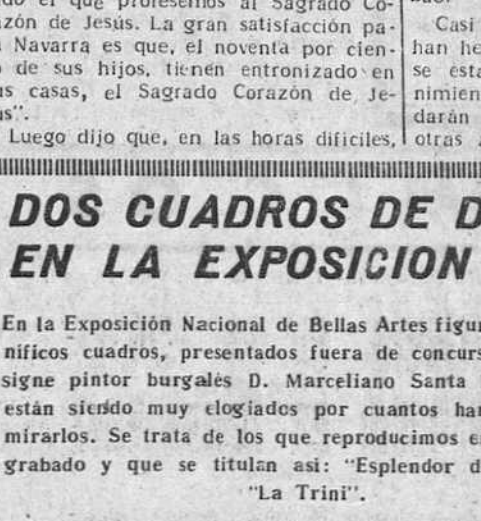 do el que profesemos al Sagrado Co-
azón de Jesús. La gran satisfacción pa-
Navarra es que, el noventa por cien-
de sus hijos, tienen entronizado en
casas, el Sagrado Corazón de Je-
Luego dijo que, en las horas dificiles,
Casi
han he
se está
nimien
darán
otras
DOS CUADROS DE D
EN LA EXPOSICION
En la Exposición Nacional de Bellas Artes figur
níficos cuadros, presentados fuera de concurs
signe pintor burgalés D. Marceliano Santa
están siendo muy elogiados por cuantos han
mirarlos. Se trata de los que reproducimos e
grabado y que se titulan asi: "Esplendor d
"La Trini".